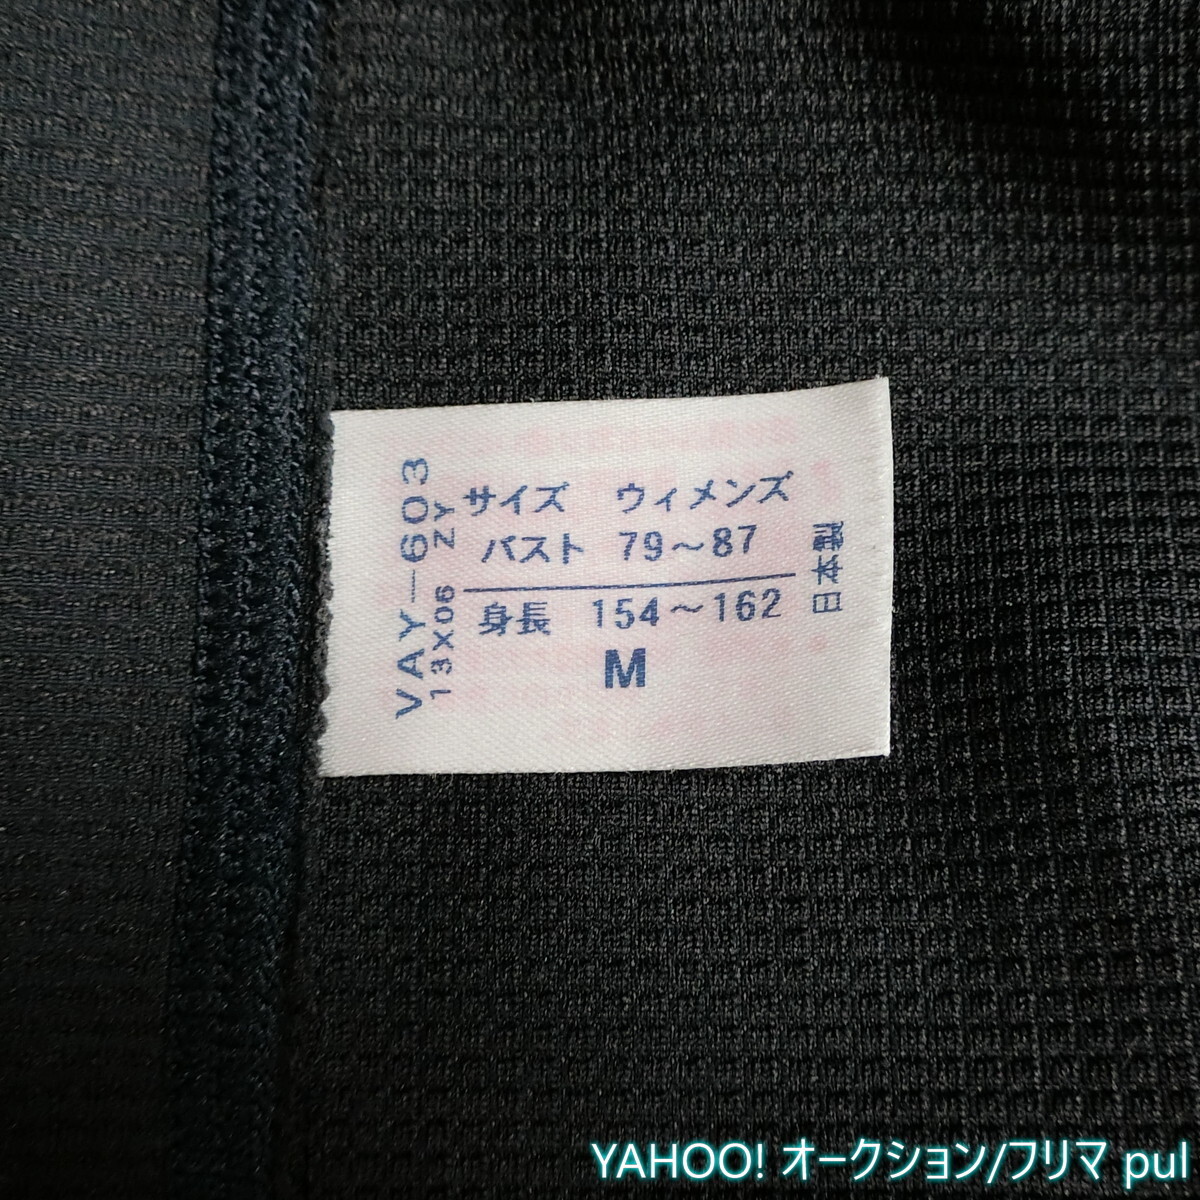 サイズ ウィメンズ
バスト 79～87
身長 154～162
M
VAY-603
13X06 ZY
日本製
YAHOO! オークション/フリマ pul